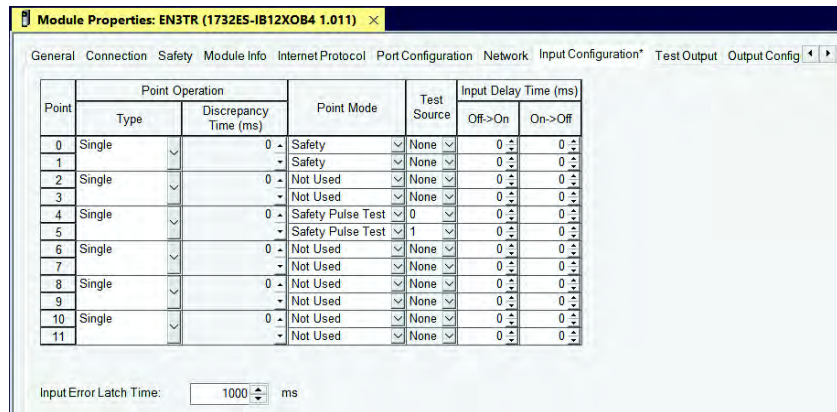 Module Properties: EN3TR (1732ES-IB12XOB4 1.011) ×
General Connection Safety Module Info Internet Protocol Port Configuration Network Input Configuration* Test Output Output Config
Point Operation Input Delay Time (ms)
Point Type Discrepancy Time (ms) Point Mode Test Source Off->On On->Off
0 Single 0 Safety None 0 0
1 Safety None 0 0
2 Single 0 Not Used None 0 0
3 Not Used None 0 0
4 Single 0 Safety Pulse Test 0 0 0
5 Safety Pulse Test 1 0 0
6 Single 0 Not Used None 0 0
7 Not Used None 0 0
8 Single 0 Not Used None 0 0
9 Not Used None 0 0
10 Single 0 Not Used None 0 0
11 Not Used None 0 0
Input Error Latch Time: 1000 ms